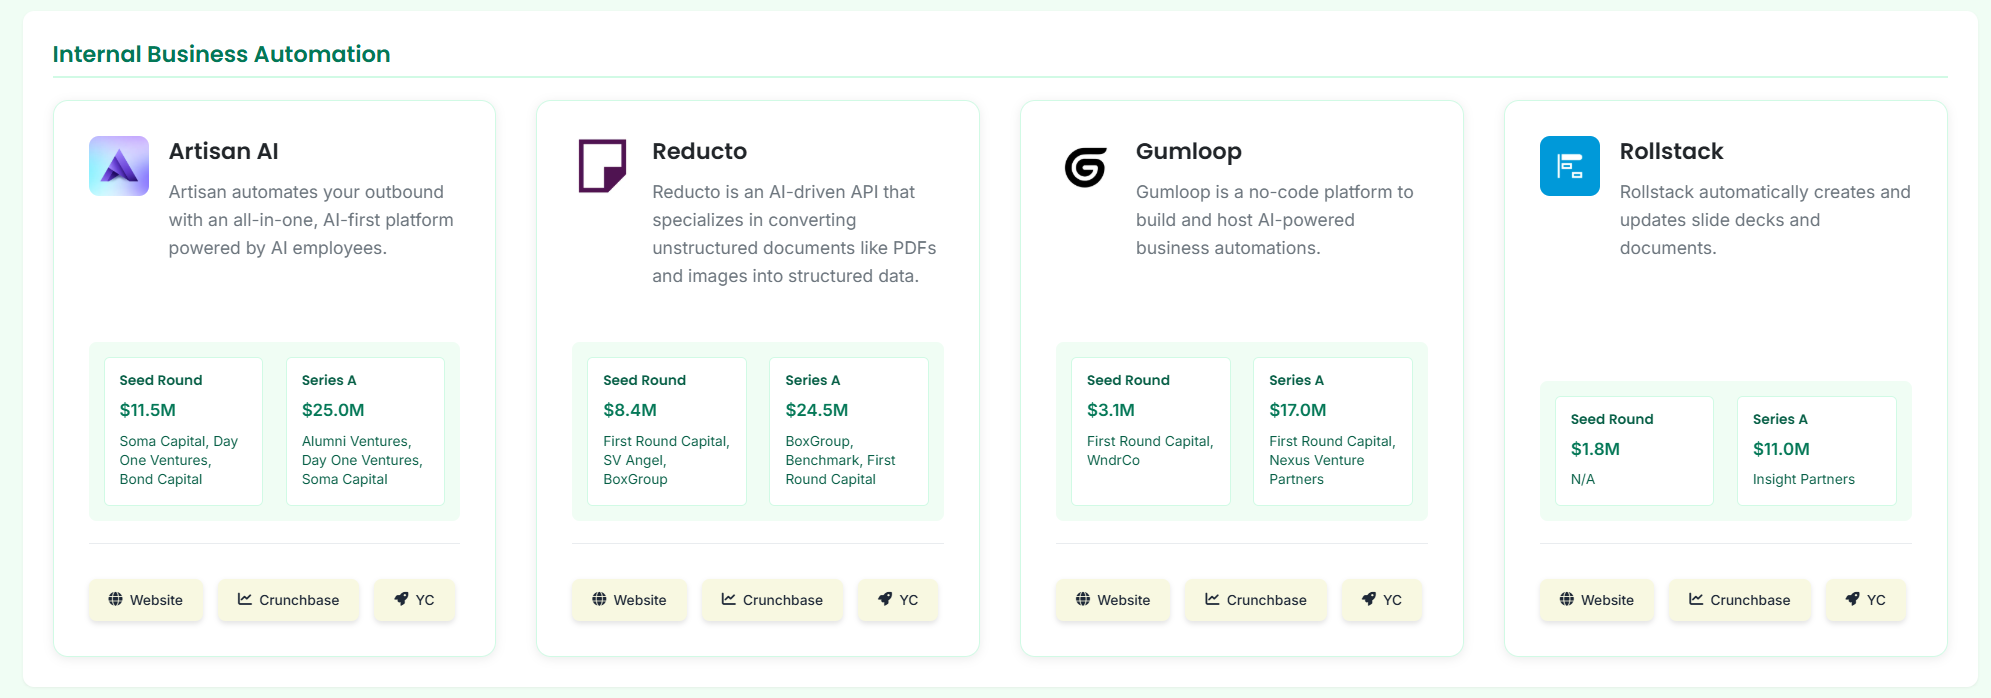 Internal Business Automation
Artisan AI
Artisan automates your outbound
with an all-in-one, AI-first platform
powered by AI employees.
Seed Round
$11.5M
Soma Capital, Day
One Ventures,
Bond Capital
Series A
$25.0M
Alumni Ventures,
Day One Ventures,
Soma Capital
Website
Crunchbase
YC
Reducto
Reducto is an AI-driven API that
specializes in converting
unstructured documents like PDFs
and images into structured data.
Seed Round
$8.4M
First Round Capital,
SV Angel,
BoxGroup
Series A
$24.5M
BoxGroup,
Benchmark, First
Round Capital
Website
Crunchbase
YC
Gumloop
Gumloop is a no-code platform to
build and host AI-powered
business automations.
Seed Round
$3.1M
First Round Capital,
WndrCo
Series A
$17.0M
First Round Capital,
Nexus Venture
Partners
Website
Crunchbase
YC
Rollstack
Rollstack automatically creates and
updates slide decks and
documents.
Seed Round
$1.8M
N/A
Series A
$11.0M
Insight Partners
Website
Crunchbase
YC